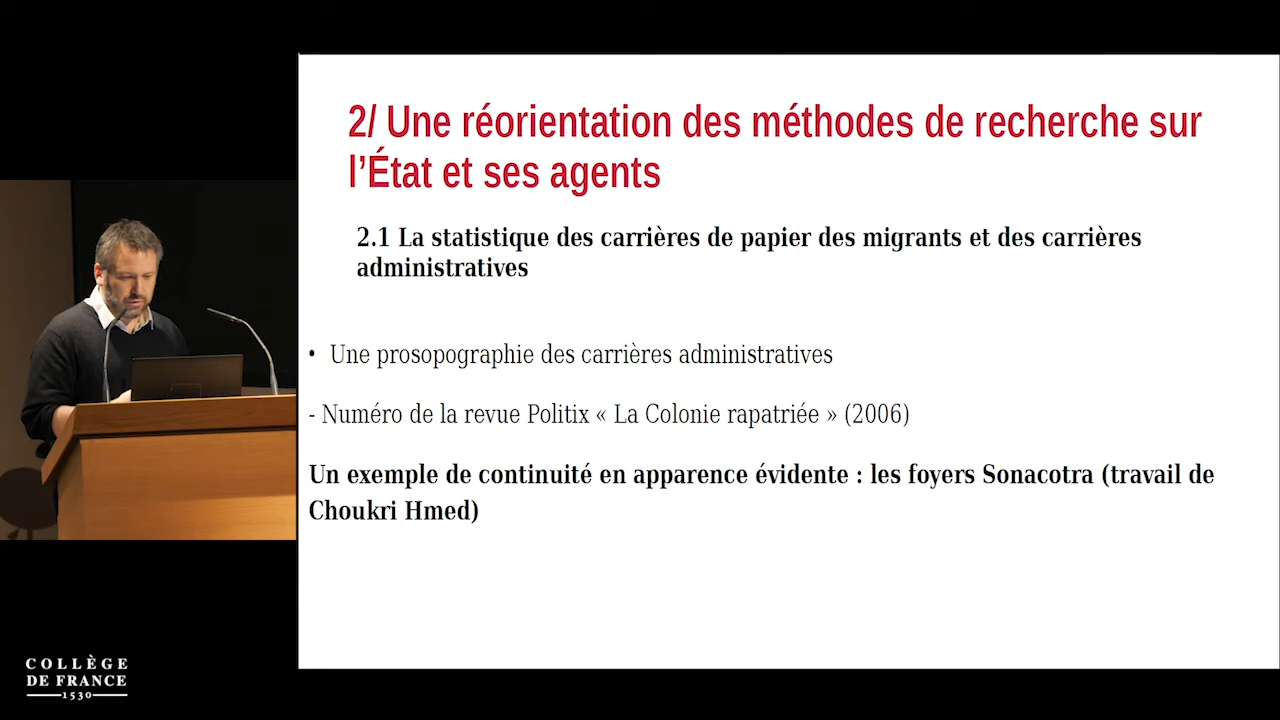 2/ Une réorientation des méthodes de recherche sur
l’État et ses agents
2.1 La statistique des carrières de papier des migrants et des carrières
administratives
• Une prosopographie des carrières administratives
- Numéro de la revue Politix « La Colonie rapatriée » (2006)
Un exemple de continuité en apparence évidente : les foyers Sonacotra (travail de
Choukri Hmed)
COLLÈGE
DE FRANCE
1530